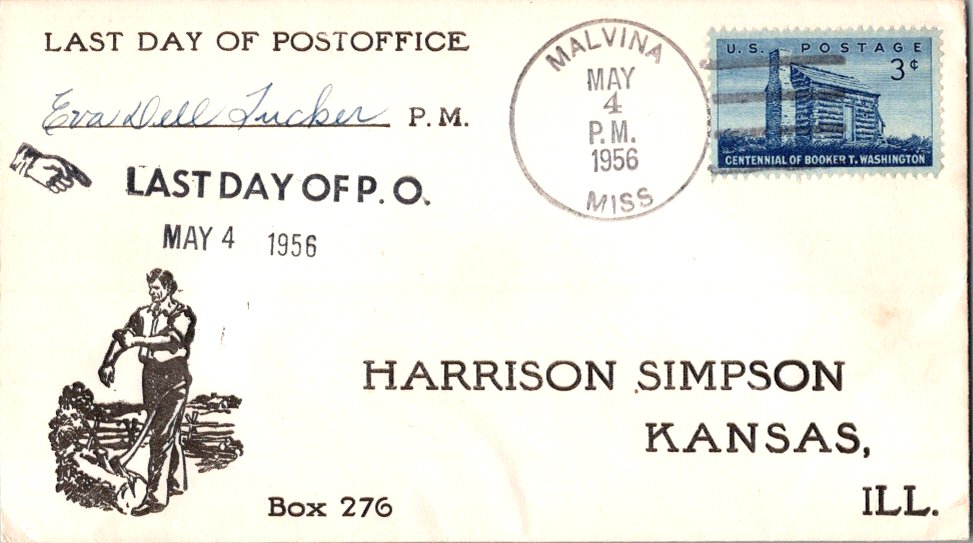 LAST DAY OF POSTOFFICE
Eva Dell Tucker P.M.
LAST DAY OF P.O.
MAY 4 1956
MALVINA
MAY
4
P.M.
1956
MISS
U.S. POSTAGE
3¢
CENTENNIAL OF BOOKER T. WASHINGTON
HARRISON SIMPSON
KANSAS,
ILL.
Box 276